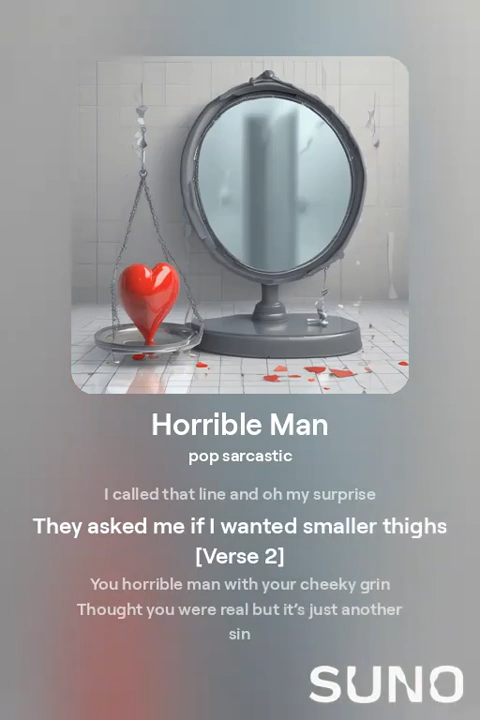 Horrible Man
pop sarcastic
I called that line and oh my surprise
They asked me if I wanted smaller thighs
[Verse 2]
You horrible man with your cheeky grin
Thought you were real but it's just another
sin
SUNO